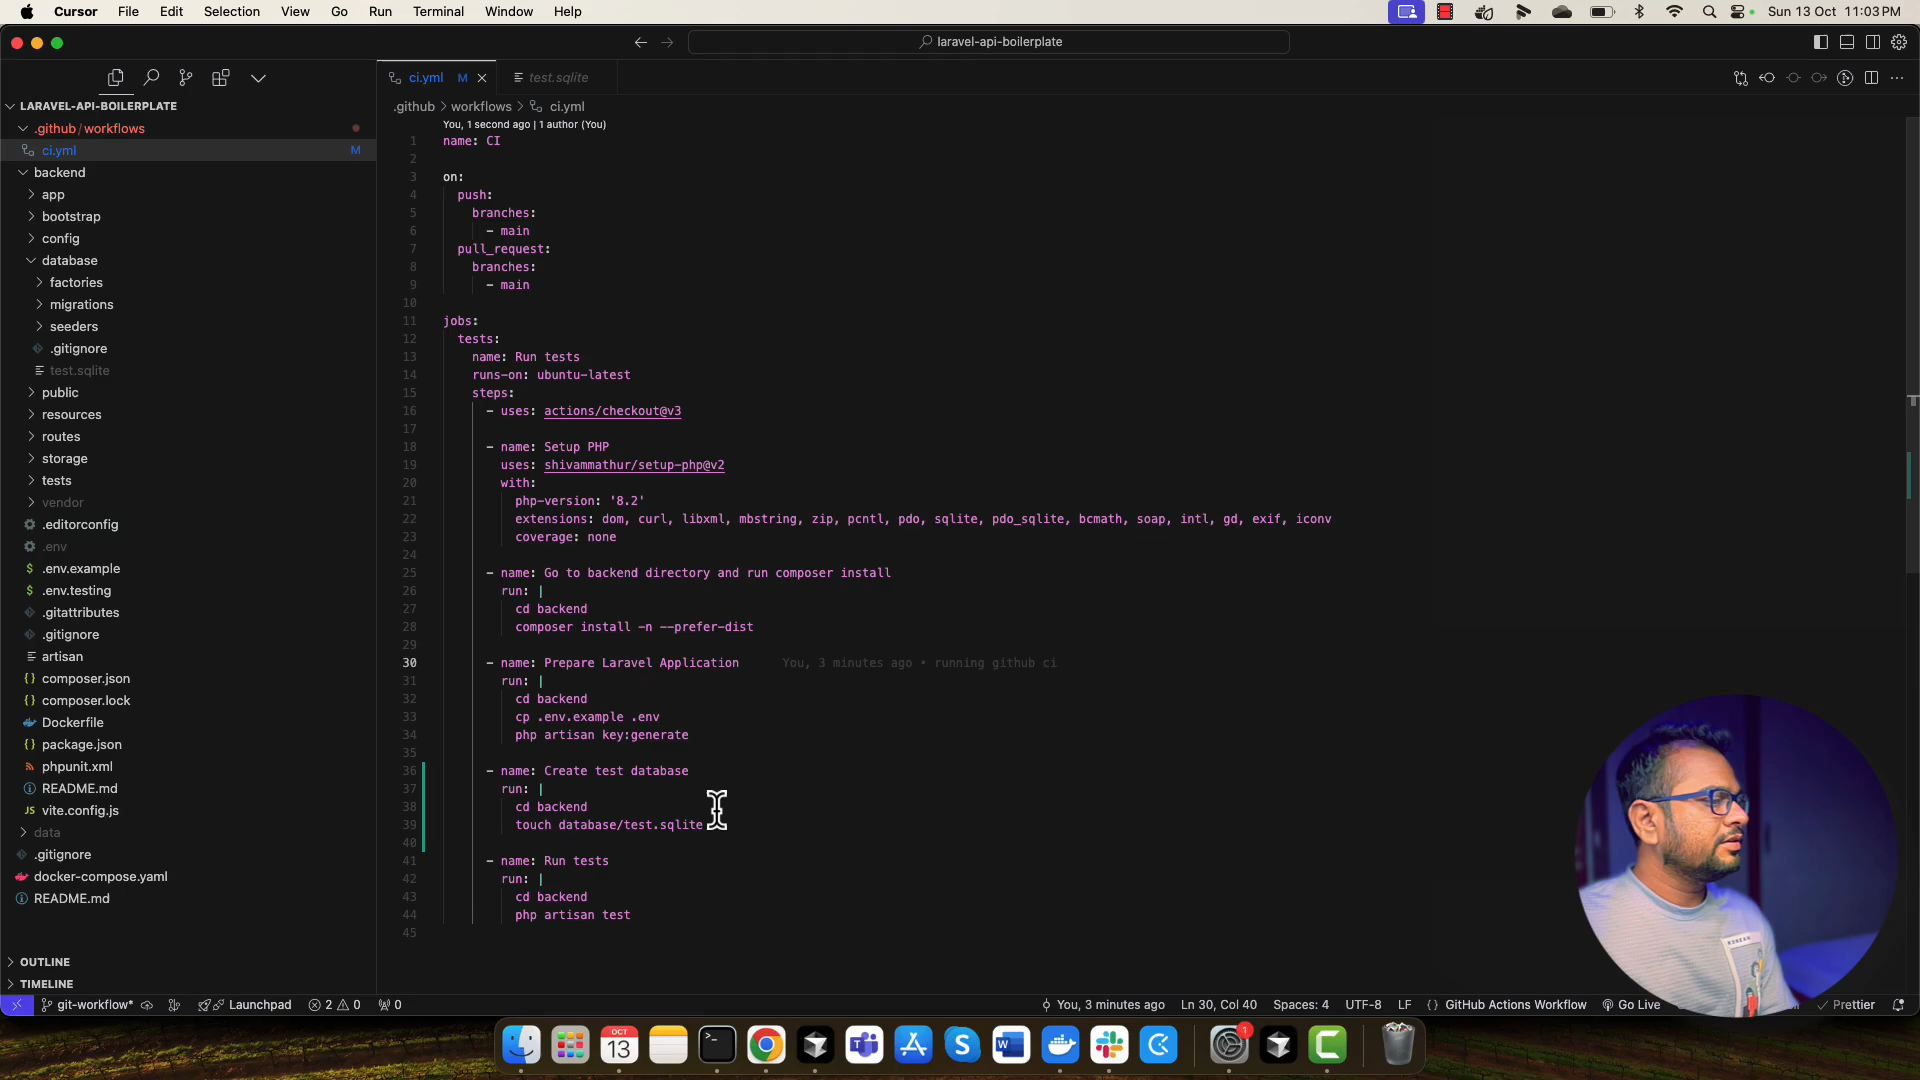 Cursor File Edit Selection View Go Run Terminal Window Help
1
Sun 13 Oct 11:03 PM
laravel-api-boilerplate
ci.yml M
test.sqlite
LARAVEL-API-BOILERPLATE
.github / workflows
ci.yml M
backend
app
bootstrap
config
database
factories
migrations
seeders
.gitignore
test.sqlite
public
resources
routes
storage
tests
vendor
.editorconfig
.env
.env.example
.env.testing
.gitattributes
.gitignore
artisan
composer.json
composer.lock
Dockerfile
package.json
phpunit.xml
README.md
vite.config.js
data
.gitignore
docker-compose.yaml
README.md
OUTLINE
TIMELINE
.github > workflows > ci.yml
You, 1 second ago | 1 author (You)
1 name: CI
2
3 on:
4 push:
5 branches:
6 - main
7 pull_request:
8 branches:
9 - main
10
11 jobs:
12 tests:
13 name: Run tests
14 runs-on: ubuntu-latest
15 steps:
16 - uses: actions/checkout@v3
17
18 - name: Setup PHP
19 uses: shivammathur/setup-php@v2
20 with:
21 php-version: '8.2'
22 extensions: dom, curl, libxml, mbstring, zip, pcntl, pdo, sqlite, pdo_sqlite, bcmath, soap, intl, gd, exif, iconv
23 coverage: none
24
25 - name: Go to backend directory and run composer install
26 run: |
27 cd backend
28 composer install -n --prefer-dist
29
30 - name: Prepare Laravel Application You, 3 minutes ago • running github ci
31 run: |
32 cd backend
33 cp .env.example .env
34 php artisan key:generate
35
36 - name: Create test database
37 run: |
38 cd backend
39 touch database/test.sqlite
40
41 - name: Run tests
42 run: |
43 cd backend
44 php artisan test
45
git-workflow* Launchpad 2 0 0 You, 3 minutes ago Ln 30, Col 40 Spaces: 4 UTF-8 LF GitHub Actions Workflow Go Live Prettier
OCT
13
1